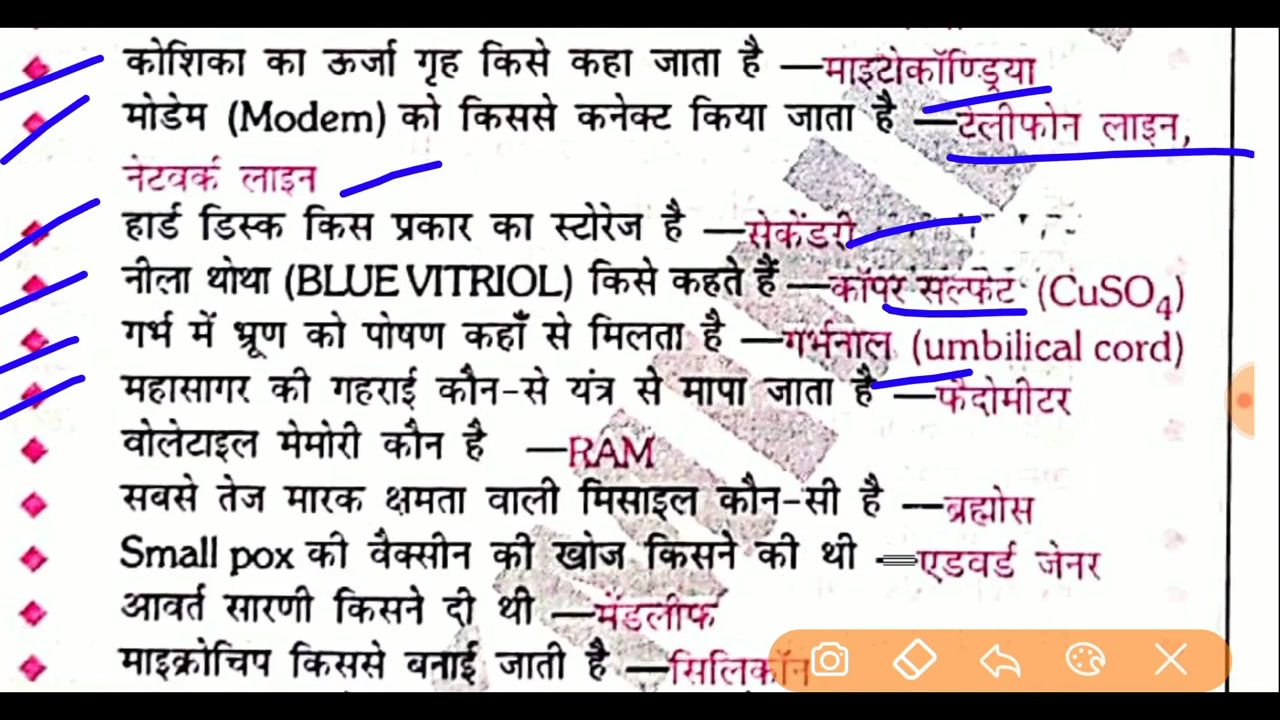 कोशिका का ऊर्जा गृह किसे कहा जाता है —माइटोकॉण्ड्रिया
मोडेम (Modem) को किससे कनेक्ट किया जाता है —टेलीफोन लाइन,
नेटवर्क लाइन
हार्ड डिस्क किस प्रकार का स्टोरेज है —सेकेंडरी
नीला थोथा (BLUE VITRIOL) किसे कहते हैं —कॉपर सल्फेट (CuSO₄)
गर्भ में भ्रूण को पोषण कहाँ से मिलता है —गर्भनाल (umbilical cord)
महासागर की गहराई कौन-से यंत्र से मापा जाता है —फैदोमीटर
वोलेटाइल मेमोरी कौन है —RAM
सबसे तेज मारक क्षमता वाली मिसाइल कौन-सी है —ब्रह्मोस
Small pox की वैक्सीन की खोज किसने की थी —एडवर्ड जेनर
आवर्त सारणी किसने दी थी —मेंडलीफ
माइक्रोचिप किससे बनाई जाती है —सिलिकॉन